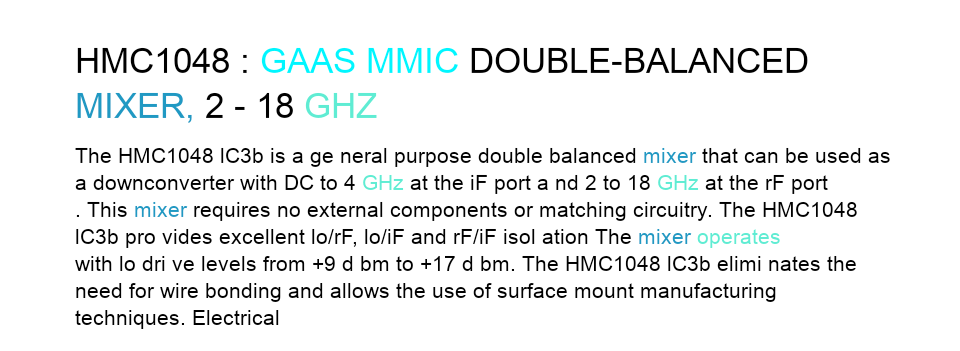 HMC1048 : GAAS MMIC DOUBLE-BALANCED
MIXER, 2 - 18 GHZ
The HMC1048 lC3b is a ge neral purpose double balanced mixer that can be used as
a downconverter with DC to 4 GHz at the iF port a nd 2 to 18 GHz at the rF port
. This mixer requires no external components or matching circuitry. The HMC1048
lC3b pro vides excellent lo/rF, lo/iF and rF/iF isol ation The mixer operates
with lo dri ve levels from +9 d bm to +17 d bm. The HMC1048 lC3b elimi nates the
need for wire bonding and allows the use of surface mount manufacturing
techniques. Electrical